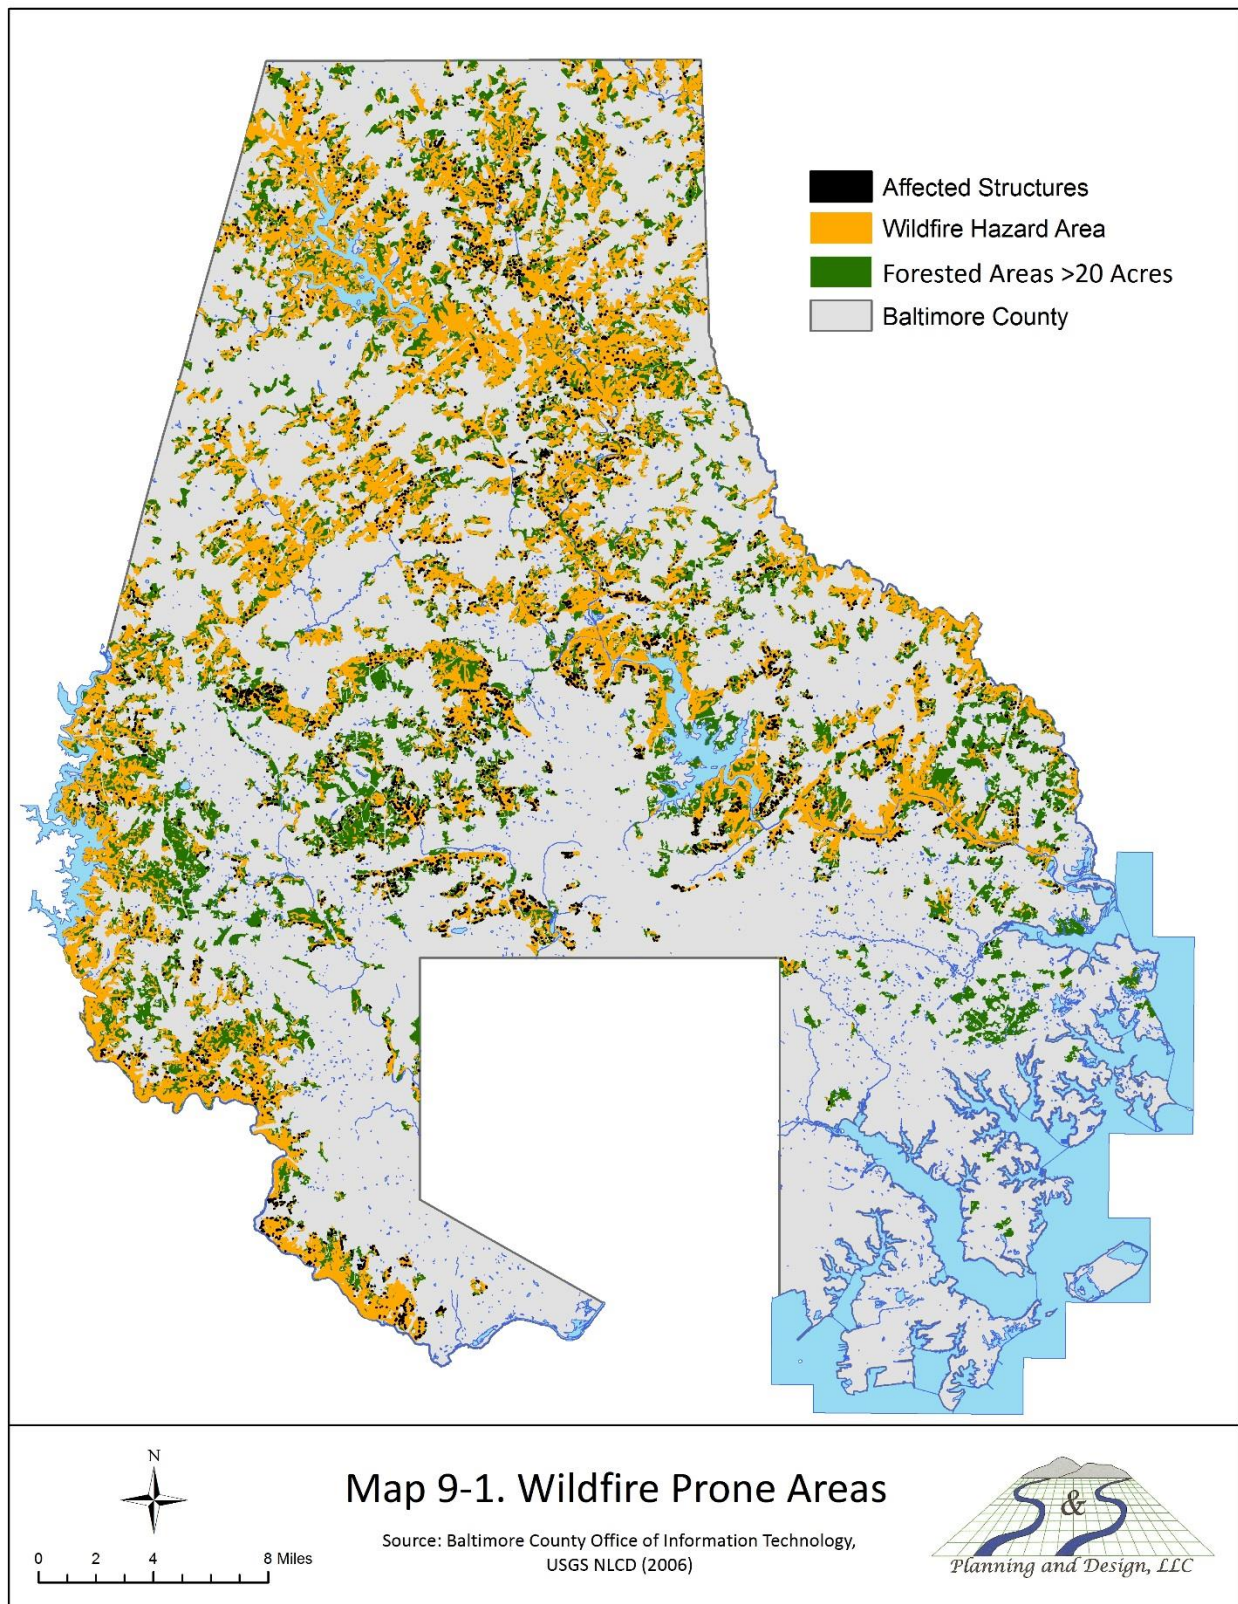 Affected Structures
Wildfire Hazard Area
Forested Areas >20 Acres
Baltimore County
N
0 2 4 8 Miles
Map 9-1. Wildfire Prone Areas
Source: Baltimore County Office of Information Technology,
USGS NLCD (2006)
S & S
Planning and Design, LLC